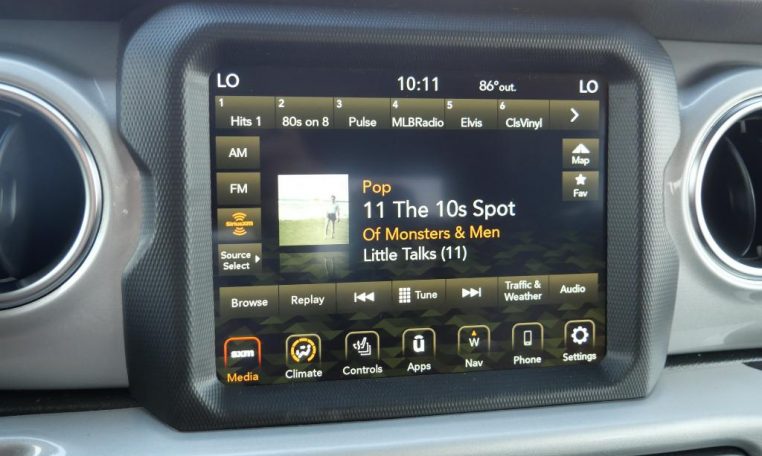 LO 10:11 86°out. LO
1 2 3 4 5 6
Hits 1 80s on 8 Pulse MLBRadio Elvis ClsVinyl
AM
Map
FM
Fav
Pop
11 The 10s Spot
Of Monsters & Men
Little Talks (11)
SiriusXM
Source
Select
Browse Replay Tune Traffic &
Weather Audio
sxm W
Media Climate Controls Apps Nav Phone Settings